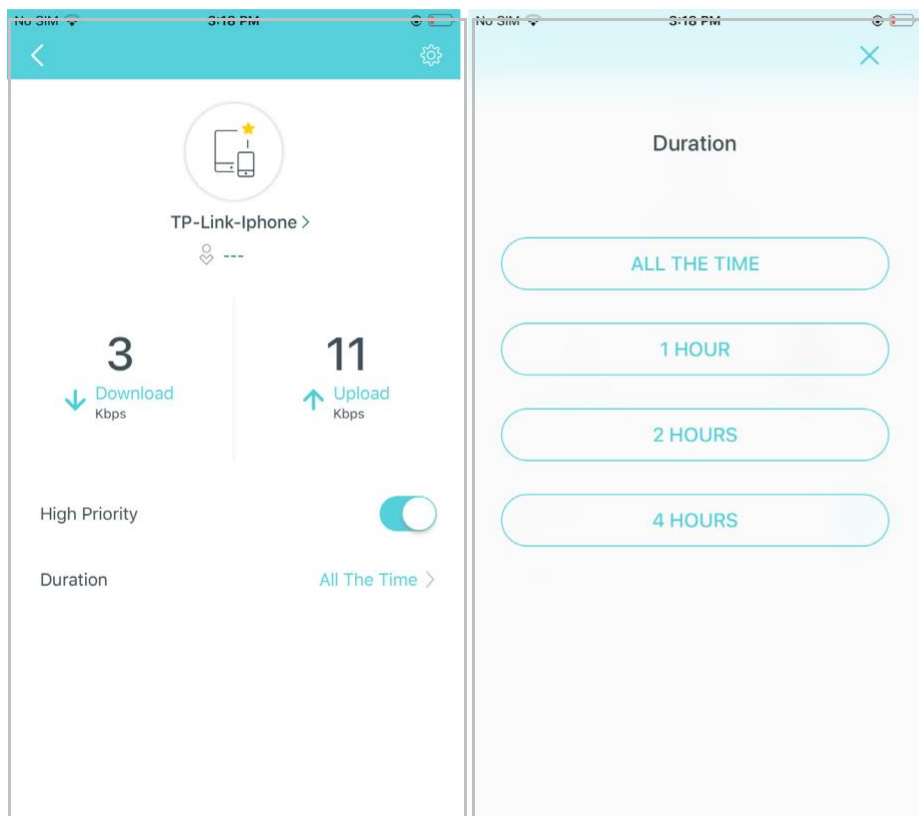 No SIM 3:18 PM
TP-Link-Iphone >
---
3
Download
Kbps
11
Upload
Kbps
High Priority
Duration All The Time >
No SIM 3:18 PM
Duration
ALL THE TIME
1 HOUR
2 HOURS
4 HOURS